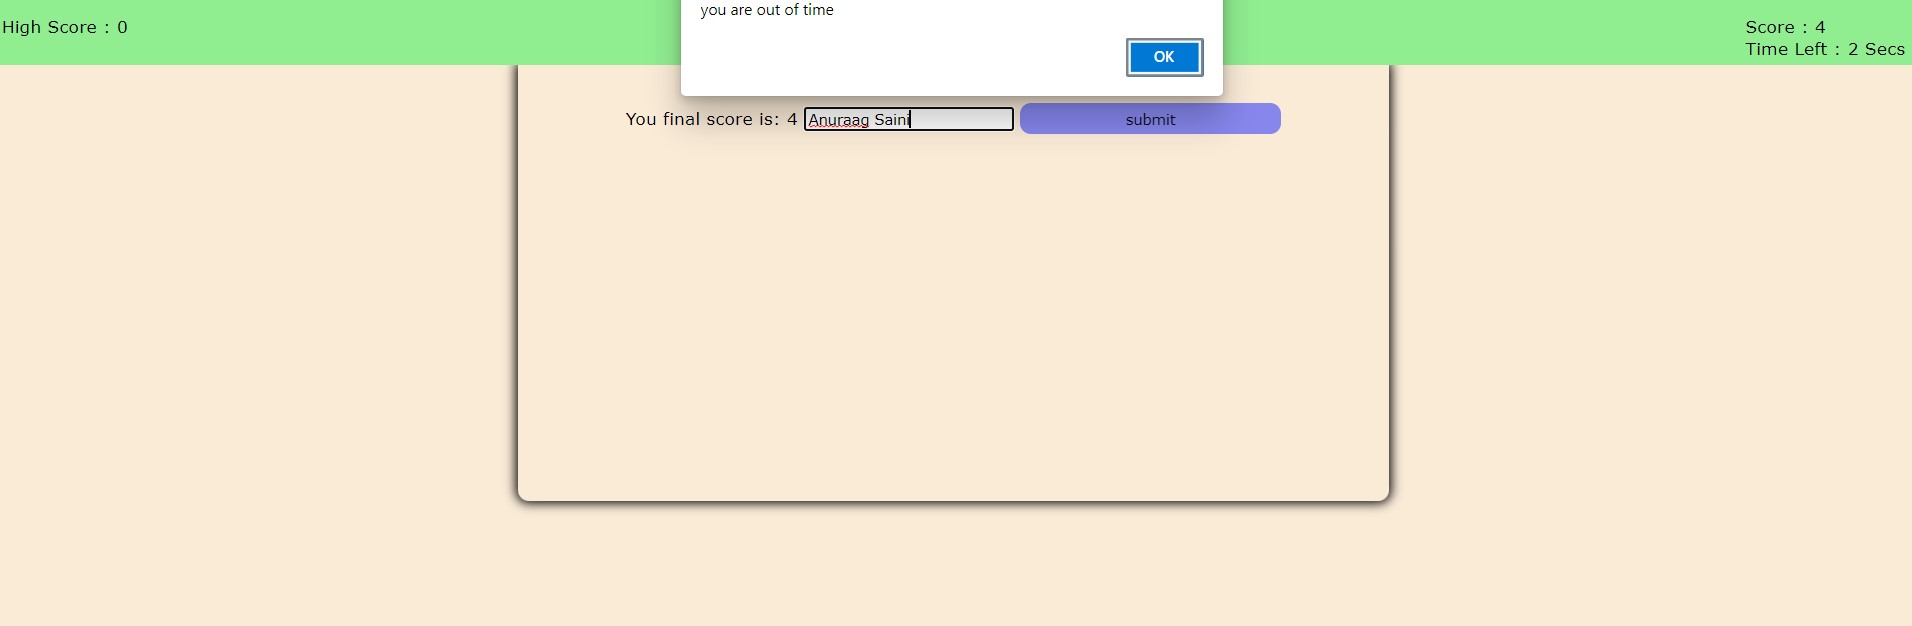 you are out of time
High Score : 0
Score : 4
Time Left : 2 Secs
OK
You final score is: 4 Anuraag Saini submit